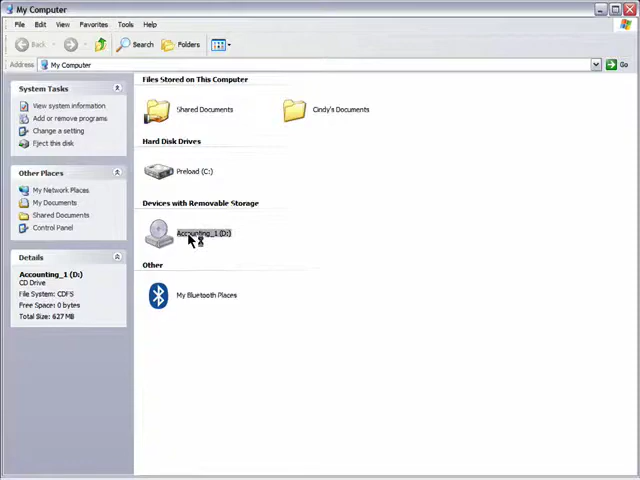 My Computer
File Edit View Favorites Tools Help
Back Search Folders
Address My Computer Go
System Tasks
View system information
Add or remove programs
Change a setting
Eject this disk
Other Places
My Network Places
My Documents
Shared Documents
Control Panel
Details
Accounting_1 (D:)
CD Drive
File System: CDFS
Free Space: 0 bytes
Total Size: 627 MB
Files Stored on This Computer
Shared Documents Cindy's Documents
Hard Disk Drives
Preload (C:)
Devices with Removable Storage
Accounting_1 (D:)
Other
My Bluetooth Places